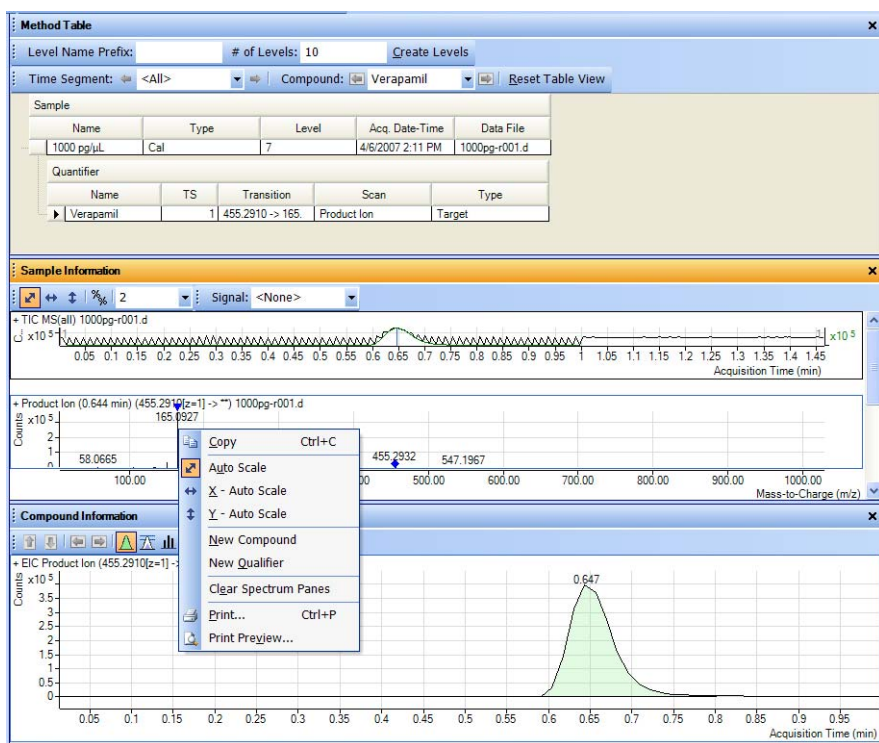 Method Table
Level Name Prefix: # of Levels: 10 Create Levels
Time Segment: <All> Compound: Verapamil Reset Table View
Sample
Name Type Level Acq. Date-Time Data File
1000 pg/µL Cal 7 4/6/2007 2:11 PM 1000pg-r001.d
Quantifier
Name TS Transition Scan Type
Verapamil 1 455.2910 -> 165. Product Ion Target
Sample Information
2 Signal: <None>
+ TIC MS(all) 1000pg-r001.d
C... x10 5 1 1 x10 5
0.05 0.1 0.15 0.2 0.25 0.3 0.35 0.4 0.45 0.5 0.55 0.6 0.65 0.7 0.75 0.8 0.85 0.9 0.95 1 1.05 1.1 1.15 1.2 1.25 1.3 1.35 1.4 1.45
Acquisition Time (min)
+ Product Ion (0.644 min) (455.2910[z=1] -> **) 1000pg-r001.d
Counts x10 5 165.0927
2
1
0 58.0665 455.2932 547.1967
100.00 00 500.00 600.00 700.00 800.00 900.00 1000.00
Mass-to-Charge (m/z)
Copy Ctrl+C
Auto Scale
X - Auto Scale
Y - Auto Scale
New Compound
New Qualifier
Clear Spectrum Panes
Print... Ctrl+P
Print Preview...
Compound Information
+ EIC Product Ion (455.2910[z=1] -
Counts x10 5 0.647
3.5
3
2.5
2
1.5
1
0.5
0
0.05 0.1 0.15 0.2 0.25 0.3 0.35 0.4 0.45 0.5 0.55 0.6 0.65 0.7 0.75 0.8 0.85 0.9 0.95
Acquisition Time (min)